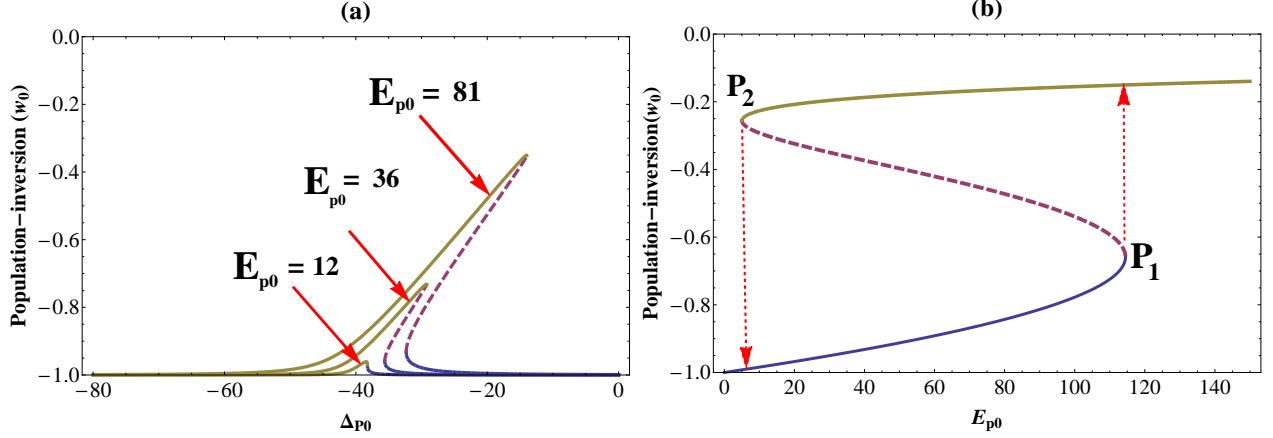 (a)
0.0
−0.2
−0.4
−0.6
−0.8
−1.0
Population−inversion (w₀)
E_p0 = 81
E_p0 = 36
E_p0 = 12
−80
−60
−40
−20
0
Δ_P0
(b)
0.0
−0.2
−0.4
−0.6
−0.8
−1.0
Population−inversion(w₀)
P₂
P₁
0
20
40
60
80
100
120
140
E_p0